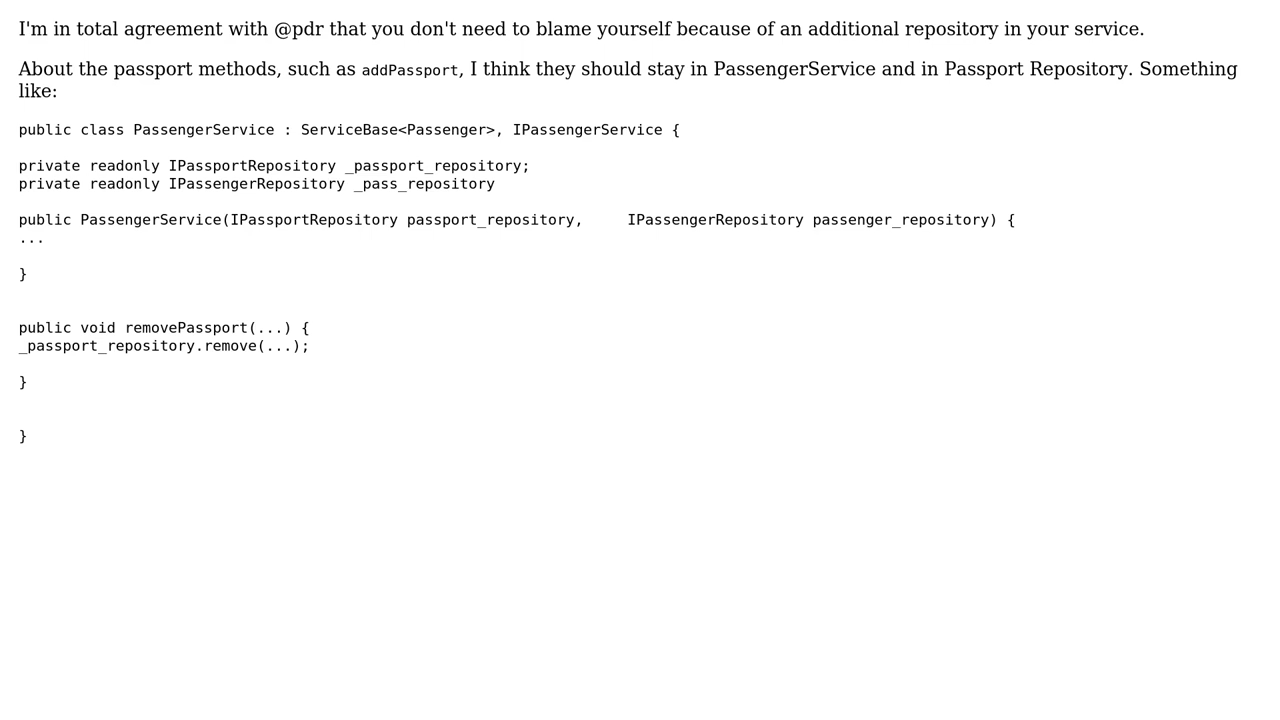 I'm in total agreement with @pdr that you don't need to blame yourself because of an additional repository in your service.
About the passport methods, such as addPassport, I think they should stay in PassengerService and in Passport Repository. Something
like:
public class PassengerService : ServiceBase<Passenger>, IPassengerService {
private readonly IPassportRepository _passport_repository;
private readonly IPassengerRepository _pass_repository
public PassengerService(IPassportRepository passport_repository,     IPassengerRepository passenger_repository) {
...
}
public void removePassport(...) {
_passport_repository.remove(...);
}
}